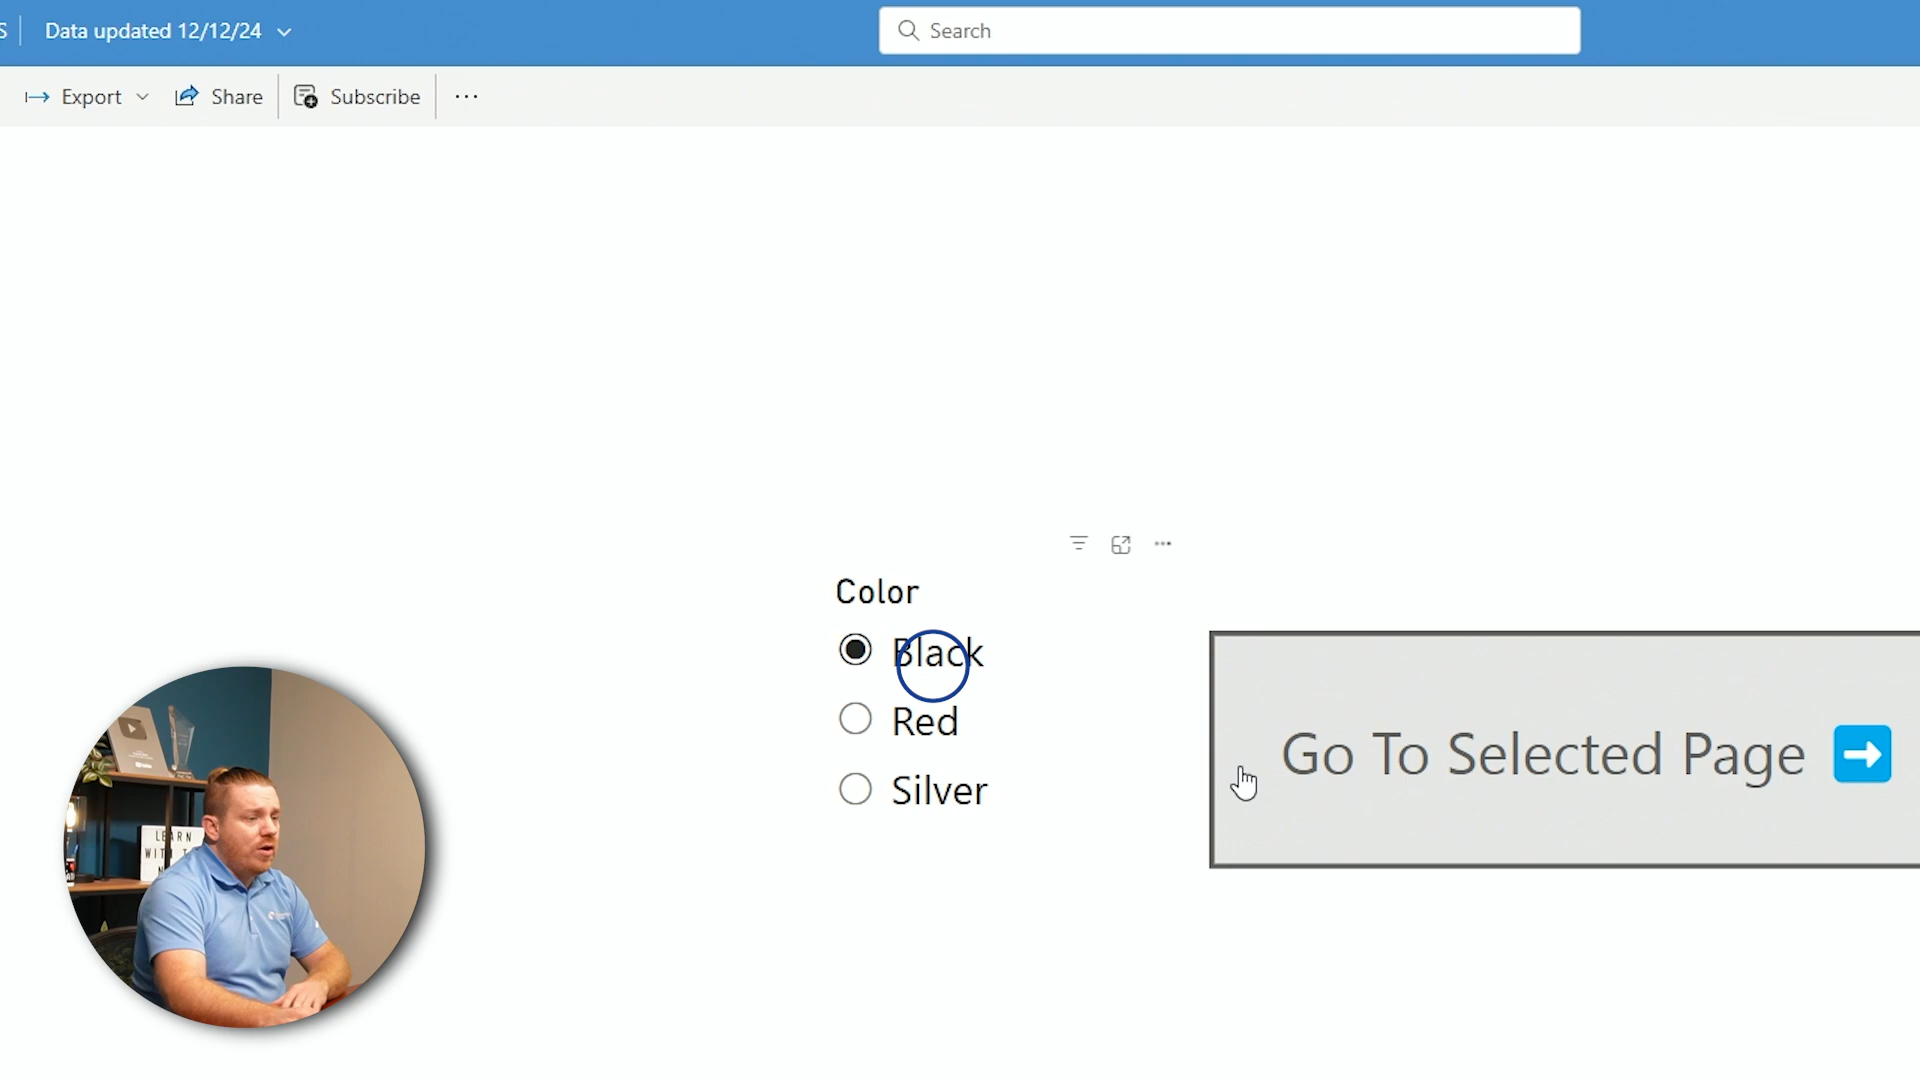 S
Data updated 12/12/24
Search
Export
Share
Subscribe
Color
Black
Red
Silver
Go To Selected Page